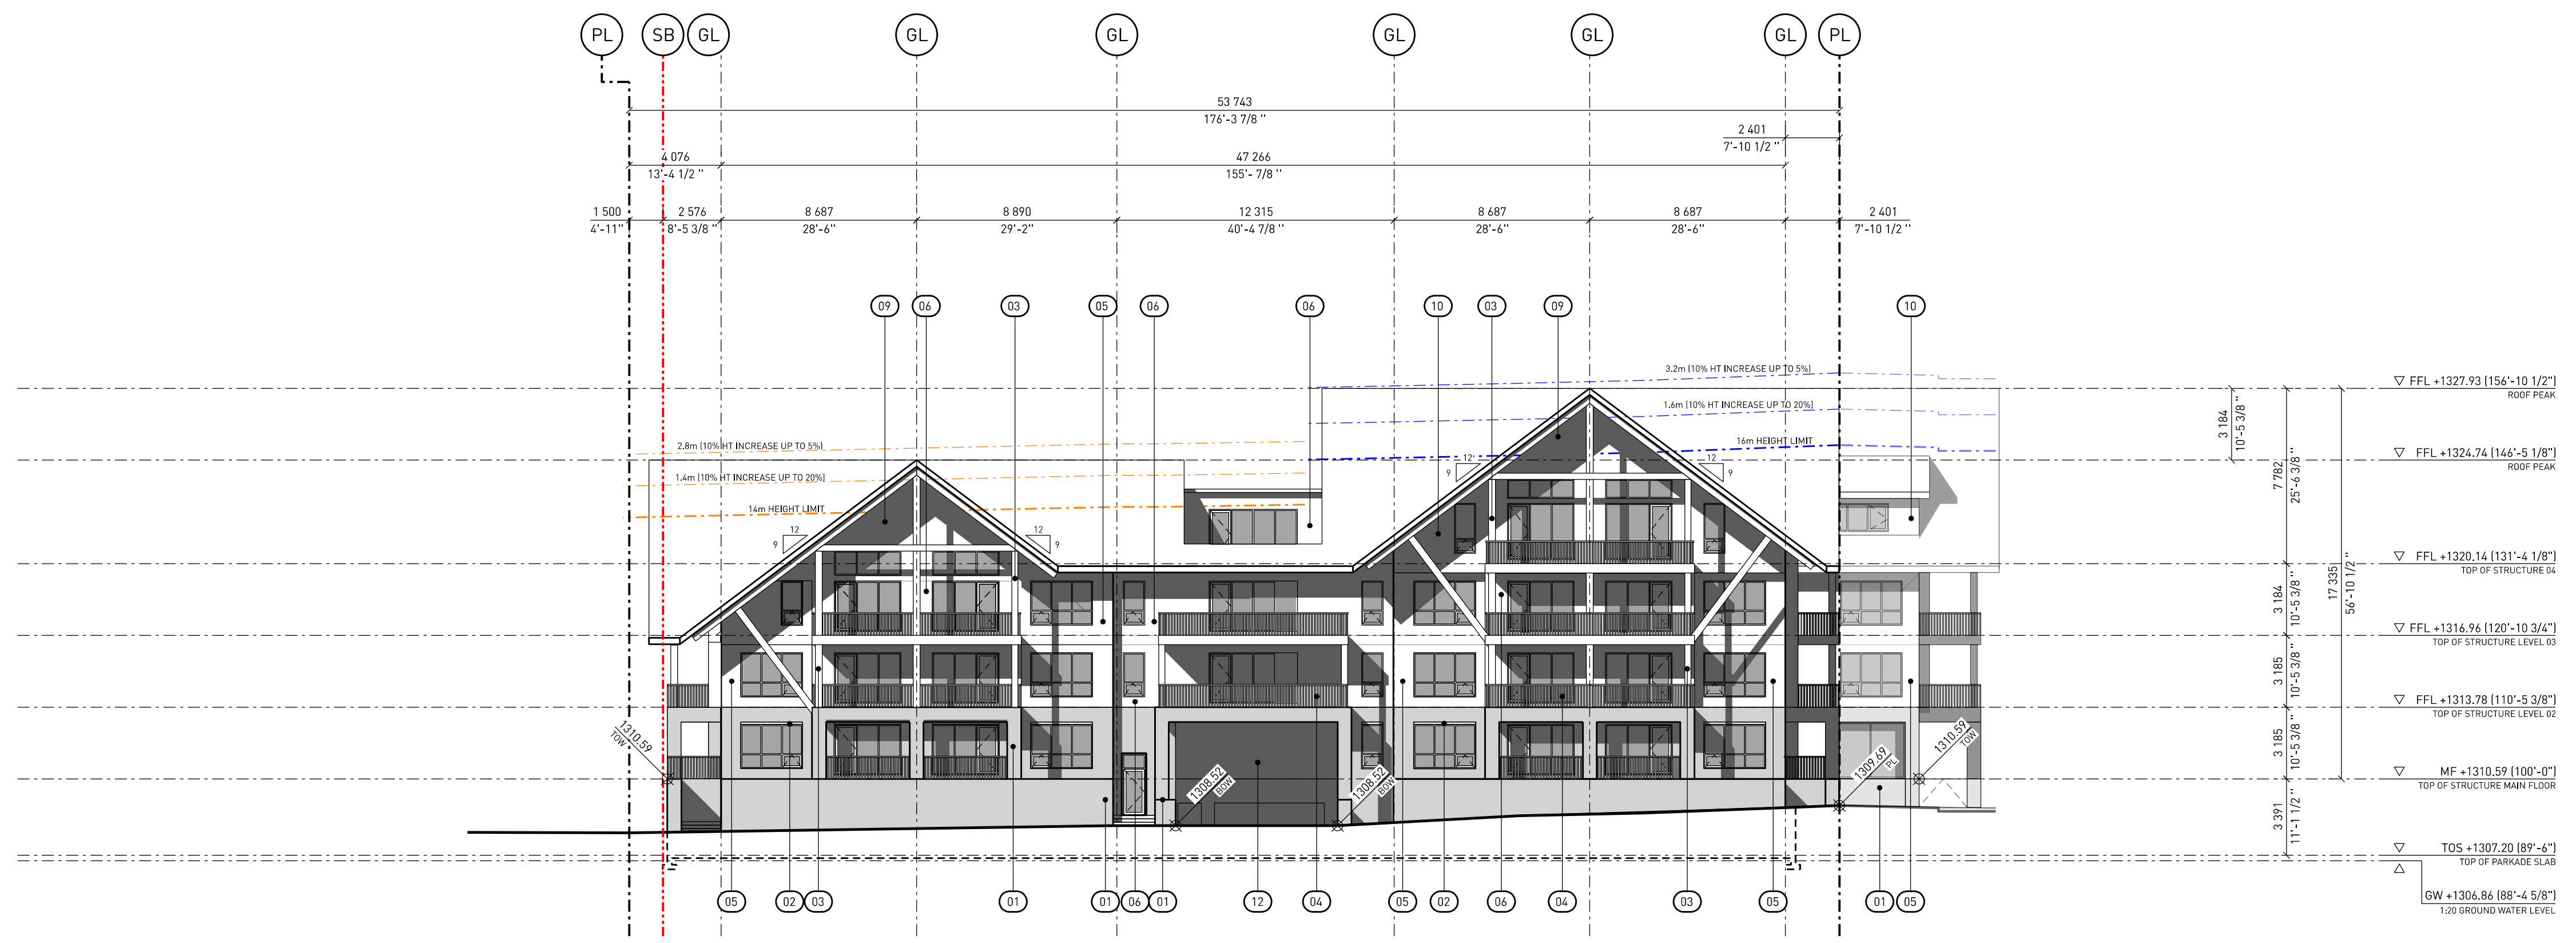 PL SB GL GL GL GL GL GL PL
53 743
176'-3 7/8 "
2 401
7'-10 1/2 "
4 076
13'-4 1/2 "
47 266
155'- 7/8 "
1 500
4'-11"
2 576
8'-5 3/8 "
8 687
28'-6"
8 890
29'-2"
12 315
40'-4 7/8 "
8 687
28'-6"
8 687
28'-6"
2 401
7'-10 1/2 "
09 06 03 05 06 06 10 03 09 10
3.2m (10% HT INCREASE UP TO 5%)
1.6m (10% HT INCREASE UP TO 20%)
16m HEIGHT LIMIT
2.8m (10% HT INCREASE UP TO 5%)
1.4m (10% HT INCREASE UP TO 20%)
14m HEIGHT LIMIT
12
9
12
9
12
9
12
9
1310.59
TOW
1308.52
BOW
1308.52
BOW
1309.69
PL
1310.59
TOW
05 02 03 01 01 06 01 12 04 05 02 06 04 03 05 01 05
FFL +1327.93 (156'-10 1/2")
ROOF PEAK
FFL +1324.74 (146'-5 1/8")
ROOF PEAK
FFL +1320.14 (131'-4 1/8")
TOP OF STRUCTURE 04
FFL +1316.96 (120'-10 3/4")
TOP OF STRUCTURE LEVEL 03
FFL +1313.78 (110'-5 3/8")
TOP OF STRUCTURE LEVEL 02
MF +1310.59 (100'-0")
TOP OF STRUCTURE MAIN FLOOR
TOS +1307.20 (89'-6")
TOP OF PARKADE SLAB
GW +1306.86 (88'-4 5/8")
1:20 GROUND WATER LEVEL
3 184
10'-5 3/8 "
7 782
25'-6 3/8 "
3 184
10'-5 3/8 "
3 185
10'-5 3/8 "
3 185
10'-5 3/8 "
3 391
11'-1 1/2 "
17 335
56'-10 1/2 "